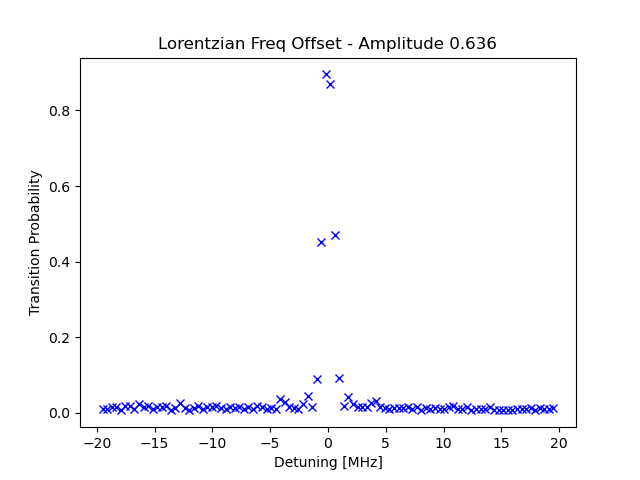 Lorentzian Freq Offset - Amplitude 0.636
Transition Probability
0.8
0.6
0.4
0.2
0.0
−20 −15 −10 −5 0 5 10 15 20
Detuning [MHz]